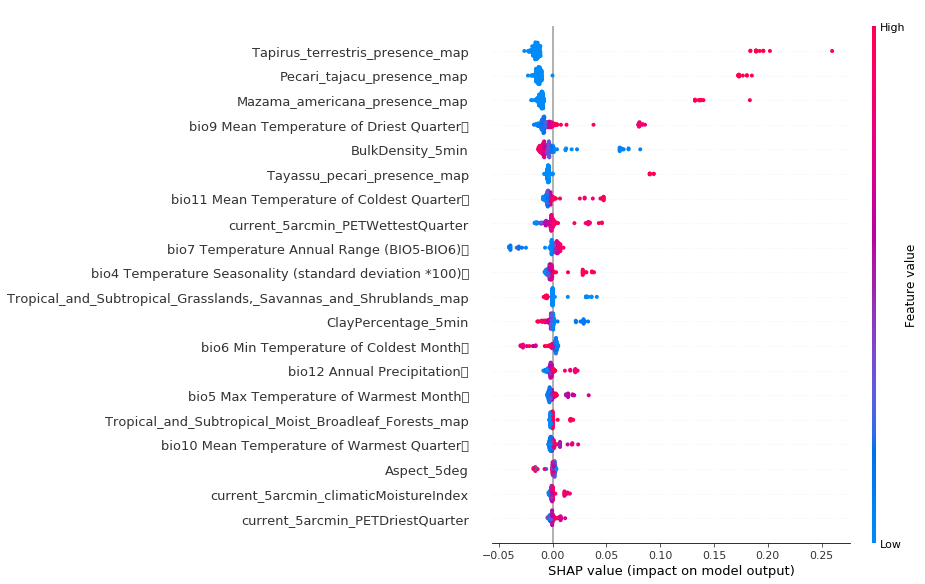 High
Tapirus_terrestris_presence_map
Pecari_tajacu_presence_map
Mazama_americana_presence_map
bio9 Mean Temperature of Driest Quarter▯
BulkDensity_5min
Tayassu_pecari_presence_map
bio11 Mean Temperature of Coldest Quarter▯
current_5arcmin_PETWettestQuarter
bio7 Temperature Annual Range (BIO5-BIO6)▯
bio4 Temperature Seasonality (standard deviation *100)▯
Tropical_and_Subtropical_Grasslands,_Savannas_and_Shrublands_map
ClayPercentage_5min
bio6 Min Temperature of Coldest Month▯
bio12 Annual Precipitation▯
bio5 Max Temperature of Warmest Month▯
Tropical_and_Subtropical_Moist_Broadleaf_Forests_map
bio10 Mean Temperature of Warmest Quarter▯
Aspect_5deg
current_5arcmin_climaticMoistureIndex
current_5arcmin_PETDriestQuarter
Feature value
Low
−0.05 0.00 0.05 0.10 0.15 0.20 0.25
SHAP value (impact on model output)